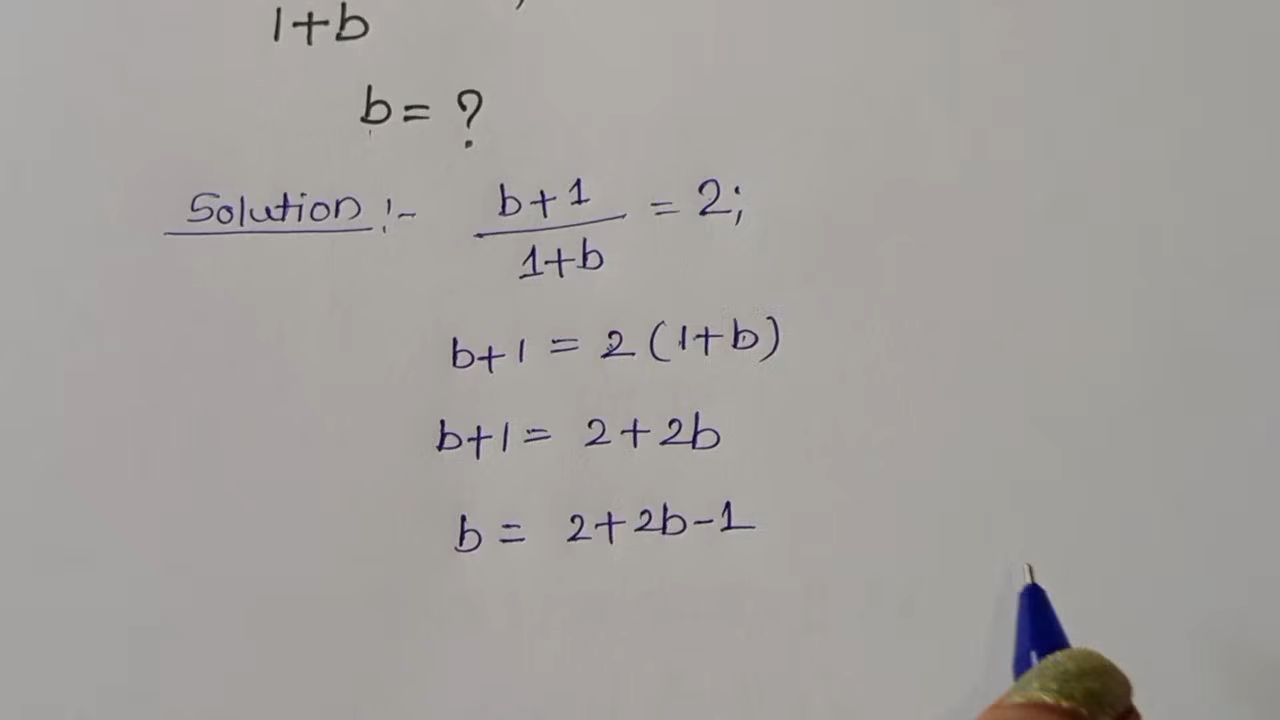 1+b
b = ?
Solution :- b+1 = 2;
1+b
b+1 = 2 (1+b)
b+1 = 2+2b
b = 2+2b-1